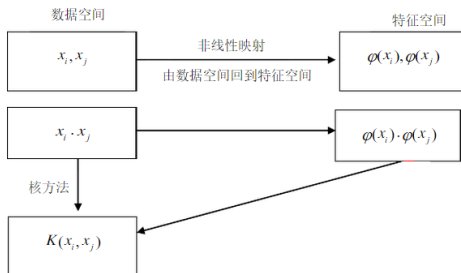 数据空间
特征空间
x_i, x_j
非线性映射
由数据空间回到特征空间
φ(x_i), φ(x_j)
x_i · x_j
φ(x_i) · φ(x_j)
核方法
K(x_i, x_j)